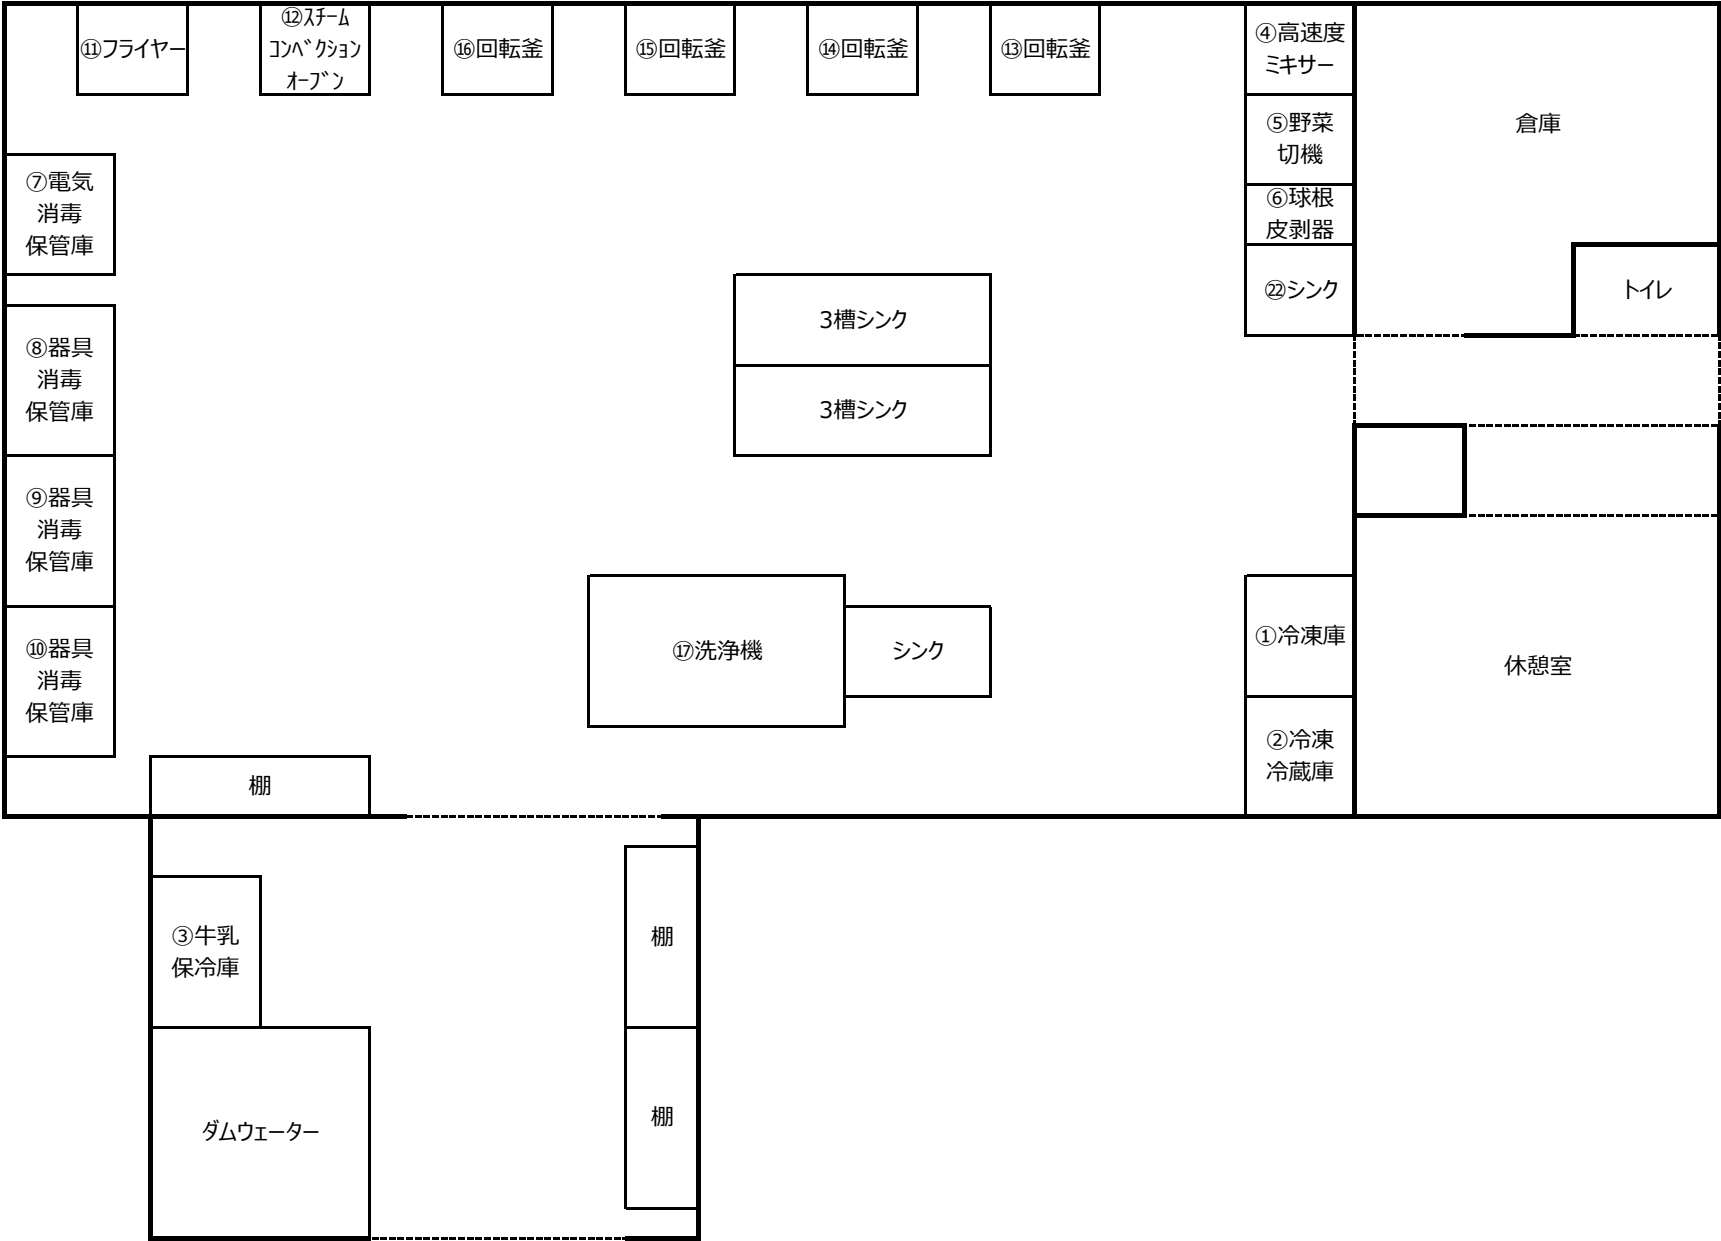 ⑪フライヤー
⑫ｽﾁｰﾑ
ｺﾝﾍﾞｸｼｮﾝ
ｵｰﾌﾞﾝ
⑯回転釜
⑮回転釜
⑭回転釜
⑬回転釜
④高速度
ミキサー
⑤野菜
切機
⑥球根
皮剥器
㉒シンク
倉庫
トイレ
⑦電気
消毒
保管庫
⑧器具
消毒
保管庫
⑨器具
消毒
保管庫
⑩器具
消毒
保管庫
3槽シンク
3槽シンク
⑰洗浄機
シンク
①冷凍庫
②冷凍
冷蔵庫
休憩室
棚
③牛乳
保冷庫
棚
棚
ダムウェーター